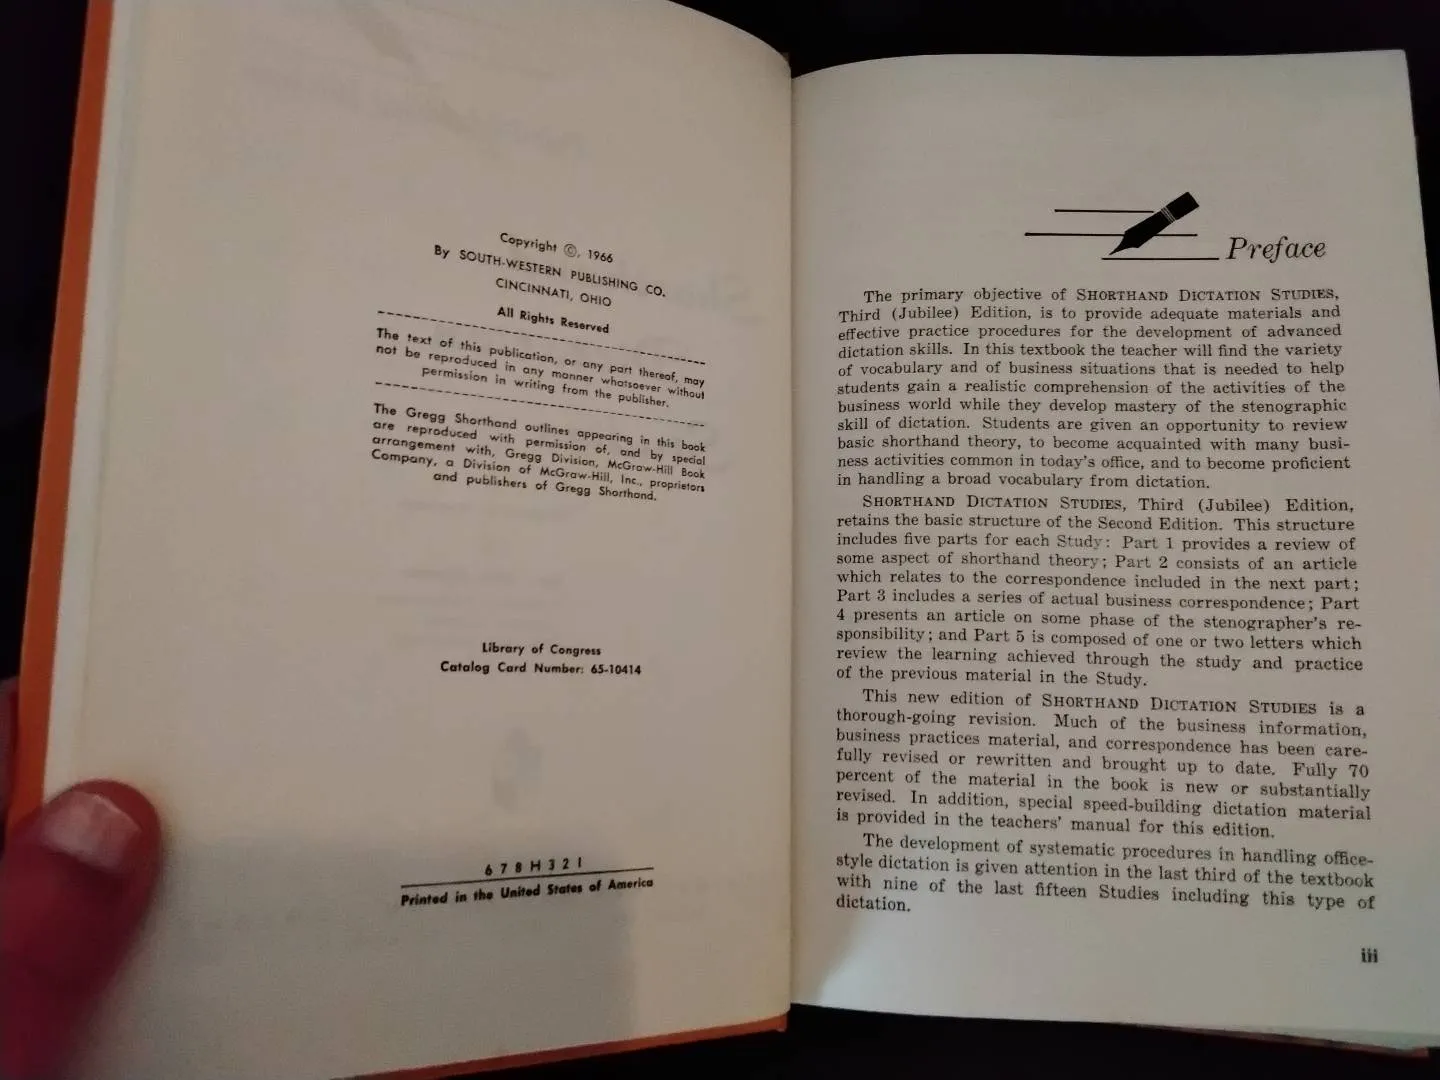 Copyright ©, 1966
By SOUTH-WESTERN PUBLISHING CO.
CINCINNATI, OHIO
All Rights Reserved
The text of this publication, or any part thereof, may
not be reproduced in any manner whatsoever without
permission in writing from the publisher.
The Gregg Shorthand outlines appearing in this book
are reproduced with permission of, and by special
arrangement with, Gregg Division, McGraw-Hill Book
Company, a Division of McGraw-Hill, Inc., proprietors
and publishers of Gregg Shorthand.
Library of Congress
Catalog Card Number: 65-10414
678H321
Printed in the United States of America
Preface
The primary objective of SHORTHAND DICTATION STUDIES,
Third (Jubilee) Edition, is to provide adequate materials and
effective practice procedures for the development of advanced
dictation skills. In this textbook the teacher will find the variety
of vocabulary and of business situations that is needed to help
students gain a realistic comprehension of the activities of the
business world while they develop mastery of the stenographic
skill of dictation. Students are given an opportunity to review
basic shorthand theory, to become acquainted with many busi-
ness activities common in today's office, and to become proficient
in handling a broad vocabulary from dictation.
SHORTHAND DICTATION STUDIES, Third (Jubilee) Edition,
retains the basic structure of the Second Edition. This structure
includes five parts for each Study: Part 1 provides a review of
some aspect of shorthand theory; Part 2 consists of an article
which relates to the correspondence included in the next part;
Part 3 includes a series of actual business correspondence; Part
4 presents an article on some phase of the stenographer's re-
sponsibility; and Part 5 is composed of one or two letters which
review the learning achieved through the study and practice
of the previous material in the Study.
This new edition of SHORTHAND DICTATION STUDIES is a
thorough-going revision. Much of the business information,
business practices material, and correspondence has been care-
fully revised or rewritten and brought up to date. Fully 70
percent of the material in the book is new or substantially
revised. In addition, special speed-building dictation material
is provided in the teachers' manual for this edition.
The development of systematic procedures in handling office-
style dictation is given attention in the last third of the textbook
with nine of the last fifteen Studies including this type of
dictation.
iii